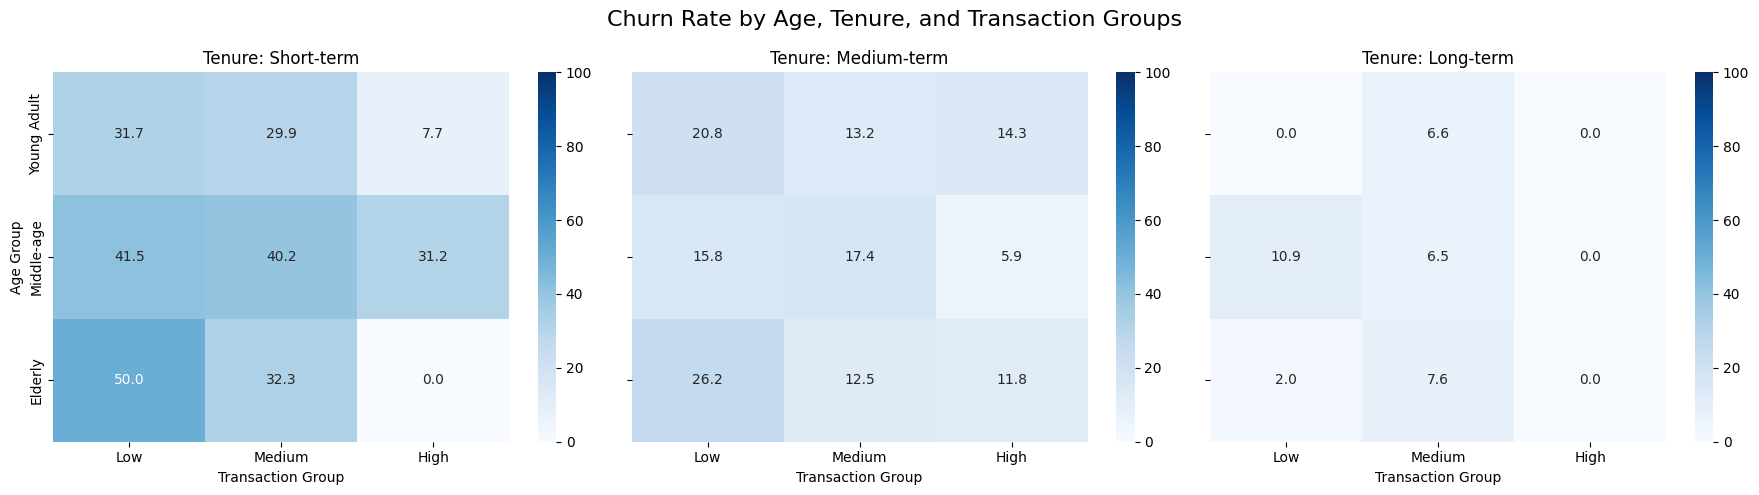 Churn Rate by Age, Tenure, and Transaction Groups
Tenure: Short-term
Age Group
Young Adult
Middle-age
Elderly
31.7 29.9 7.7
41.5 40.2 31.2
50.0 32.3 0.0
Low Medium High
Transaction Group
100
80
60
40
20
0
Tenure: Medium-term
20.8 13.2 14.3
15.8 17.4 5.9
26.2 12.5 11.8
Low Medium High
Transaction Group
100
80
60
40
20
0
Tenure: Long-term
0.0 6.6 0.0
10.9 6.5 0.0
2.0 7.6 0.0
Low Medium High
Transaction Group
100
80
60
40
20
0